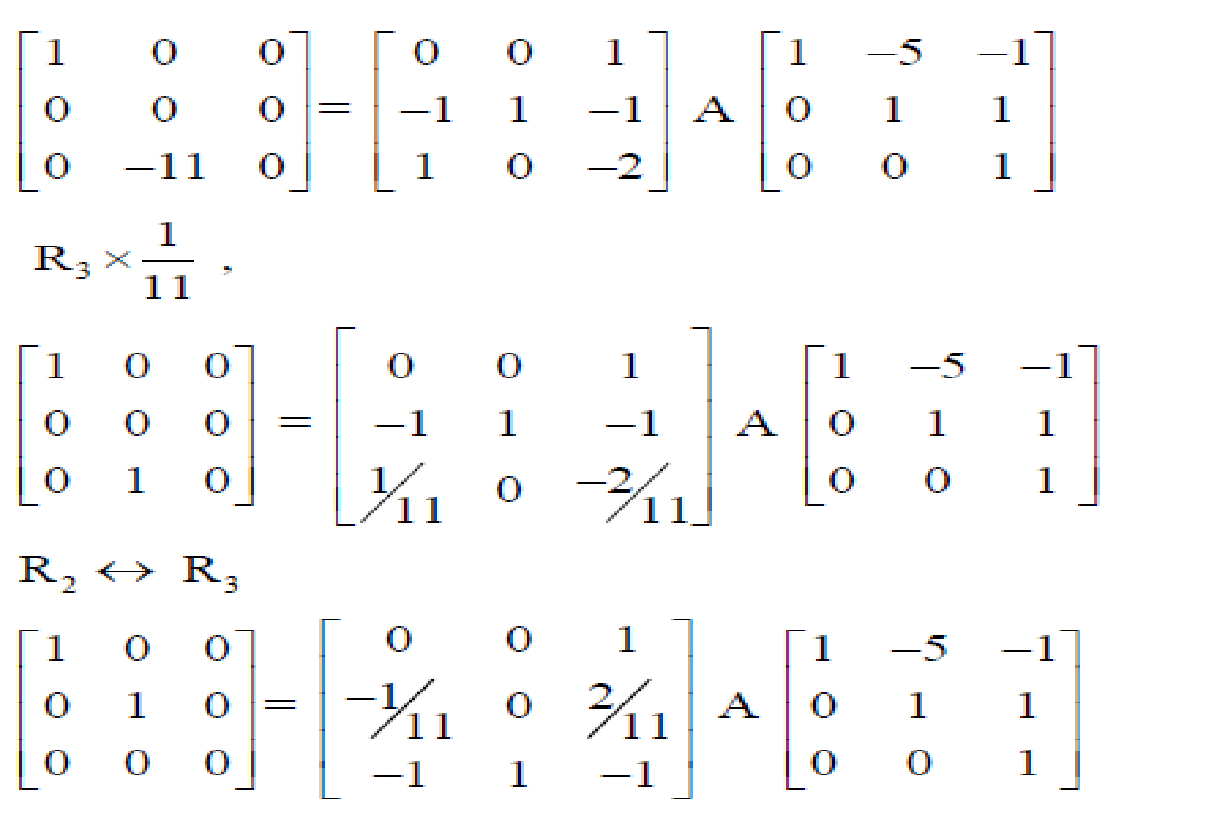 [1 0 0; 0 0 0; 0 −11 0] = [0 0 1; −1 1 −1; 1 0 −2] A [1 −5 −1; 0 1 1; 0 0 1]
R₃ × 1/11 ,
[1 0 0; 0 0 0; 0 1 0] = [0 0 1; −1 1 −1; 1/11 0 −2/11] A [1 −5 −1; 0 1 1; 0 0 1]
R₂ ↔ R₃
[1 0 0; 0 1 0; 0 0 0] = [0 0 1; −1/11 0 2/11; −1 1 −1] A [1 −5 −1; 0 1 1; 0 0 1]